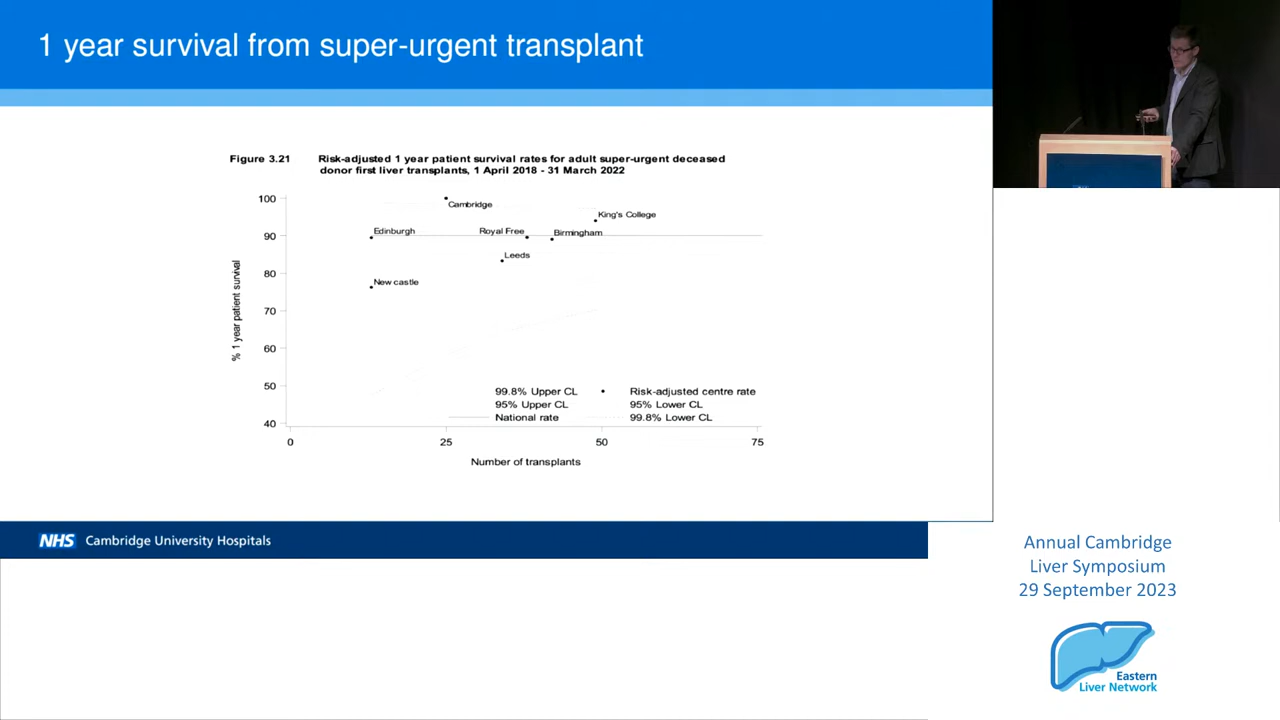 1 year survival from super-urgent transplant
Figure 3.21 Risk-adjusted 1 year patient survival rates for adult super-urgent deceased
donor first liver transplants, 1 April 2018 - 31 March 2022
100
90
80
70
60
50
40
% 1 year patient survival
Cambridge
King's College
Edinburgh
Royal Free
Birmingham
Leeds
New castle
99.8% Upper CL
Risk-adjusted centre rate
95% Upper CL
95% Lower CL
National rate
99.8% Lower CL
0 25 50 75
Number of transplants
NHS Cambridge University Hospitals
Annual Cambridge
Liver Symposium
29 September 2023
Eastern
Liver Network